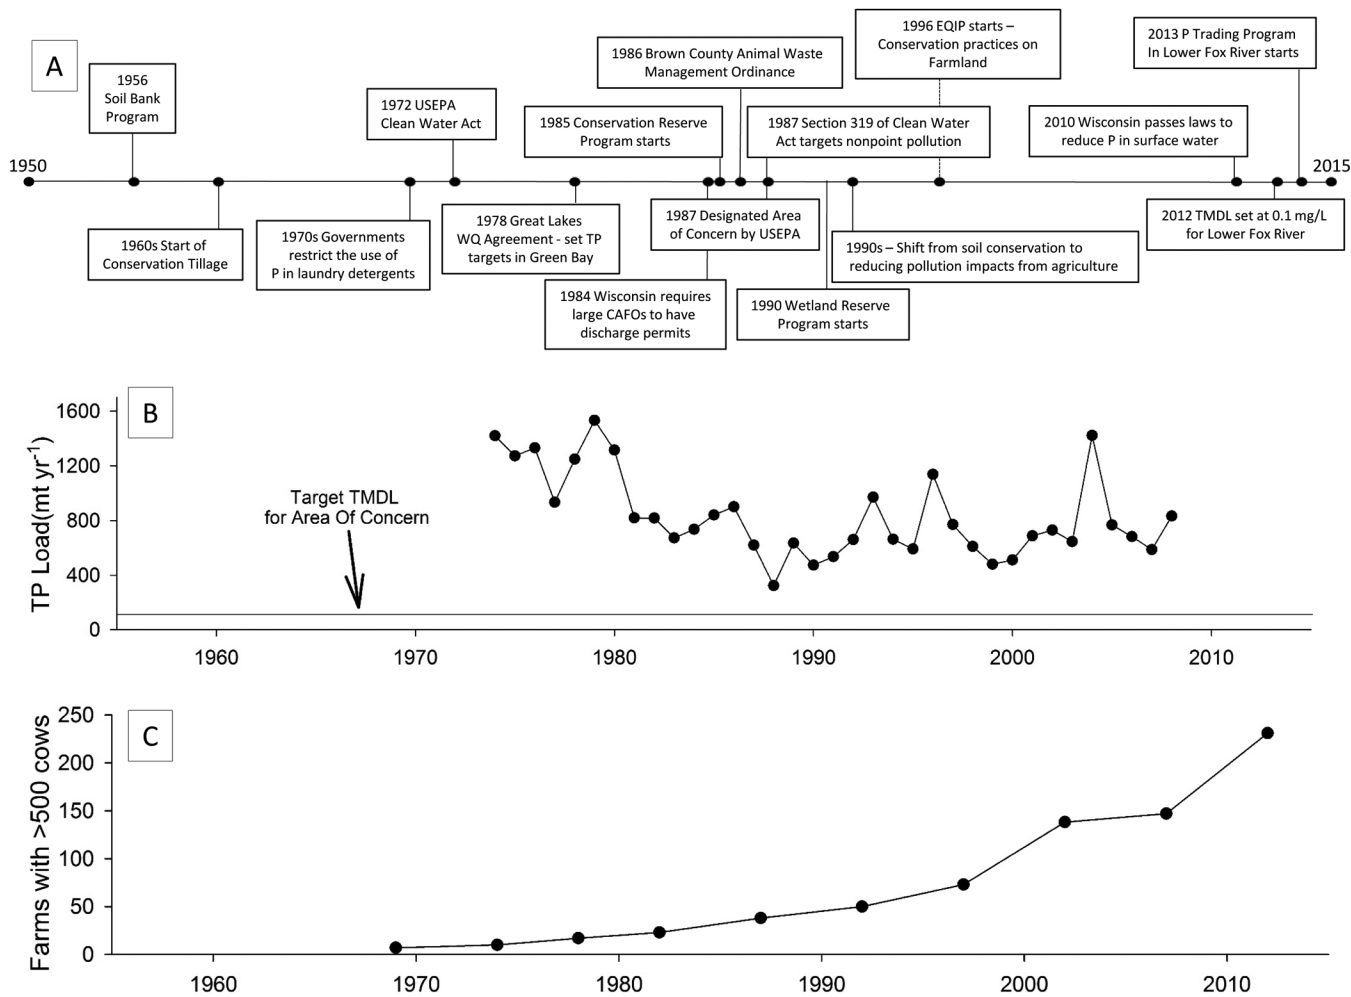 A
1956
Soil Bank
Program
1972 USEPA
Clean Water Act
1985 Conservation Reserve
Program starts
1986 Brown County Animal Waste
Management Ordinance
1987 Section 319 of Clean Water
Act targets nonpoint pollution
1996 EQIP starts –
Conservation practices on
Farmland
2010 Wisconsin passes laws to
reduce P in surface water
2013 P Trading Program
In Lower Fox River starts
1950
2015
1960s Start of
Conservation Tillage
1970s Governments
restrict the use of
P in laundry detergents
1978 Great Lakes
WQ Agreement - set TP
targets in Green Bay
1987 Designated Area
of Concern by USEPA
1984 Wisconsin requires
large CAFOs to have
discharge permits
1990 Wetland Reserve
Program starts
1990s – Shift from soil conservation to
reducing pollution impacts from agriculture
2012 TMDL set at 0.1 mg/L
for Lower Fox River
B
TP Load(mt yr-1)
1600
1200
800
400
0
Target TMDL
for Area Of Concern
1960
1970
1980
1990
2000
2010
C
Farms with >500 cows
250
200
150
100
50
0
1960
1970
1980
1990
2000
2010